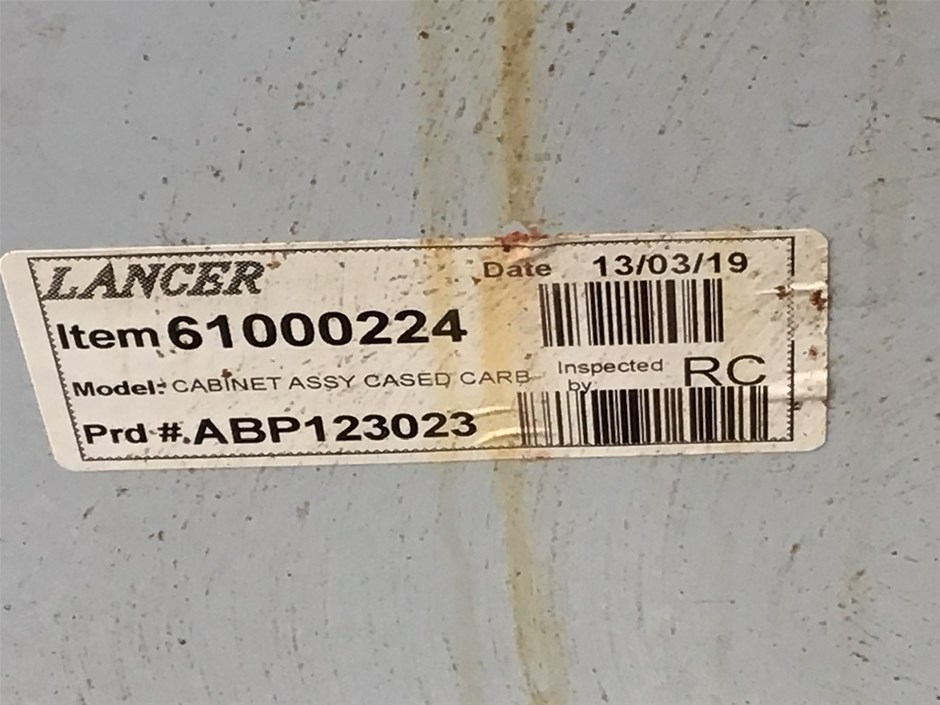 LANCER
Date 13/03/19
Item 61000224
Model: CABINET ASSY CASED CARB
Inspected by RC
Prd #. ABP123023